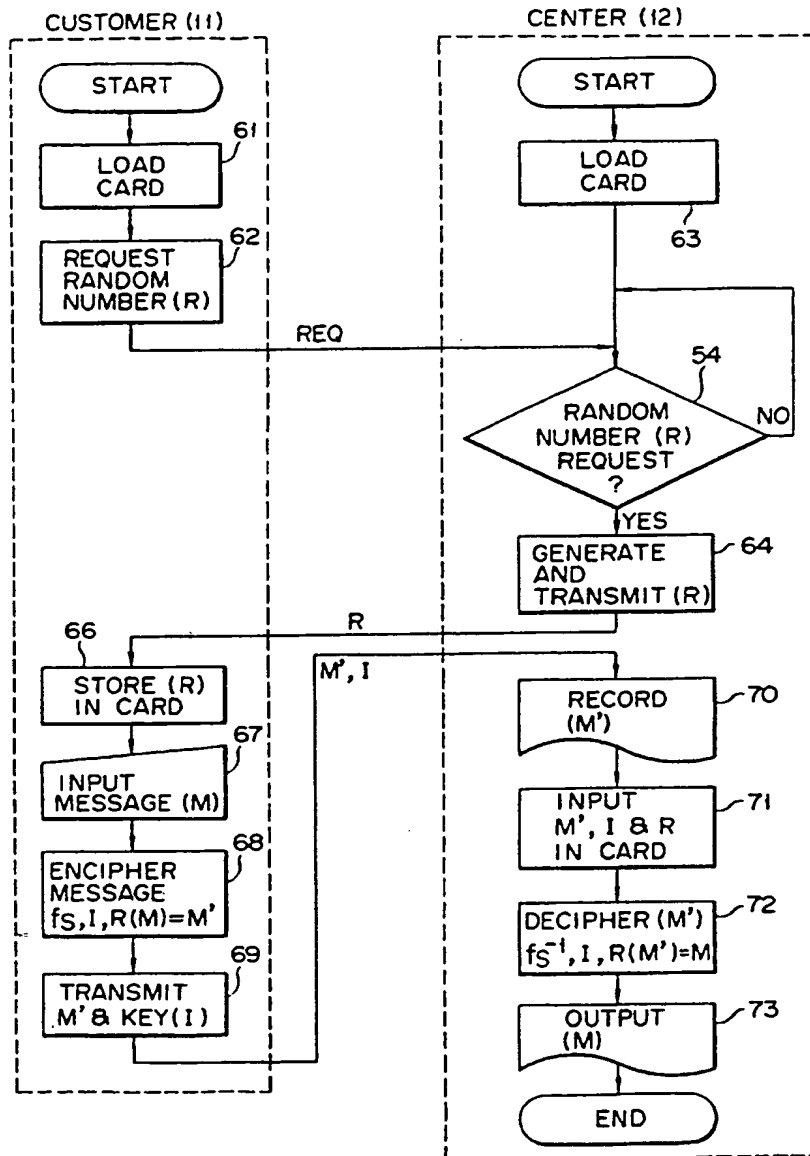 CUSTOMER (11)
START
LOAD
CARD
61
REQUEST
RANDOM
NUMBER (R)
62
REQ
66
STORE (R)
IN CARD
67
INPUT
MESSAGE (M)
68
ENCIPHER
MESSAGE
fS, I, R(M)=M'
69
TRANSMIT
M' & KEY(I)
CENTER (12)
START
LOAD
CARD
63
54
RANDOM
NUMBER (R)
REQUEST
?
NO
YES
GENERATE
AND
TRANSMIT (R)
64
R
M', I
RECORD
(M')
70
INPUT
M', I & R
IN CARD
71
DECIPHER (M')
fS⁻¹, I, R(M')=M
72
OUTPUT
(M)
73
END